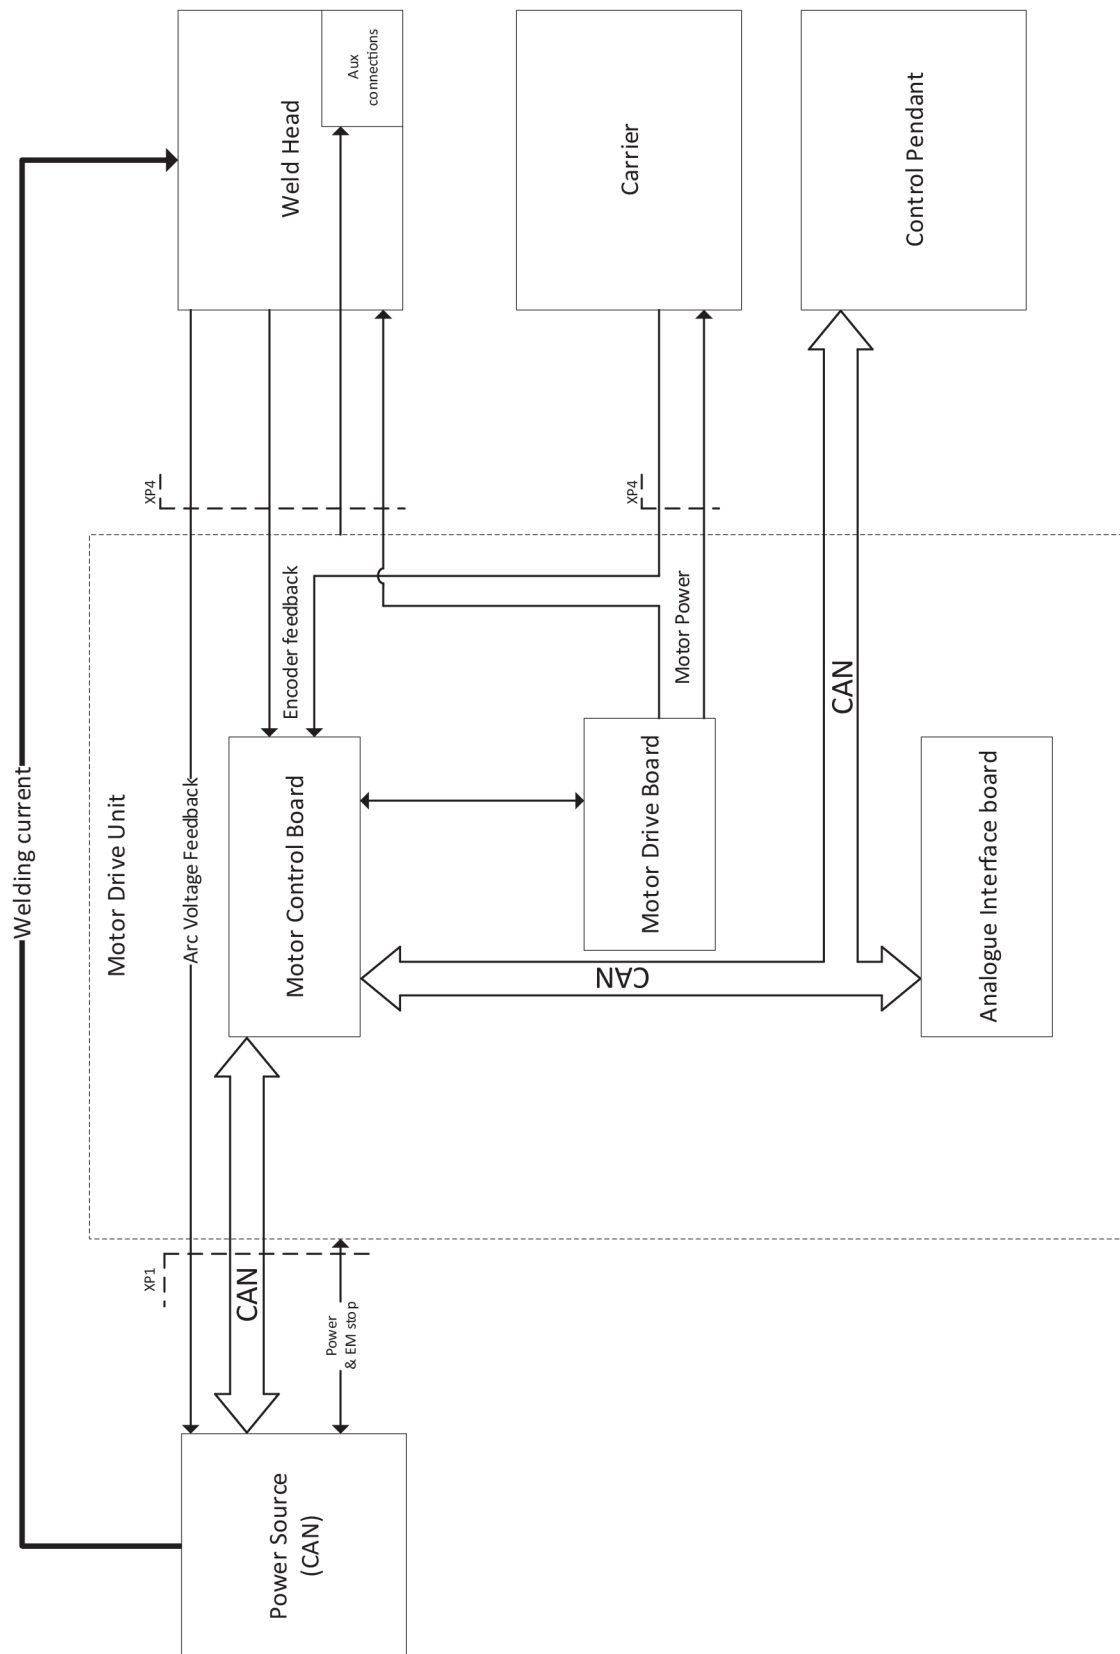 Welding current
Motor Drive Unit
Power Source
(CAN)
XP1
CAN
Power
& EM stop
Arc Voltage Feedback
Motor Control Board
Encoder feedback
XP4
Weld Head
Aux
connections
CAN
Motor Drive Board
Motor Power
XP4
Carrier
CAN
Analogue Interface board
Control Pendant